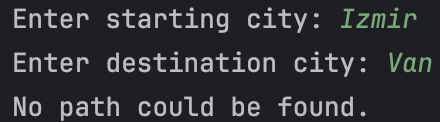 Enter starting city: Izmir
Enter destination city: Van
No path could be found.